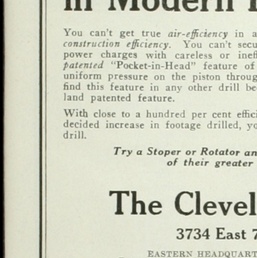 in Modern
You can't get true air-efficiency in a
construction efficiency. You can't secu
power charges with careless or ineff
patented "Pocket-in-Head" feature of
uniform pressure on the piston throug
find this feature in any other drill bec
land patented feature.
With close to a hundred per cent effici
decided increase in footage drilled, yo
drill.
Try a Stoper or Rotator an
of their greater
The Clevel
3734 East 7
EASTERN HEADQUART